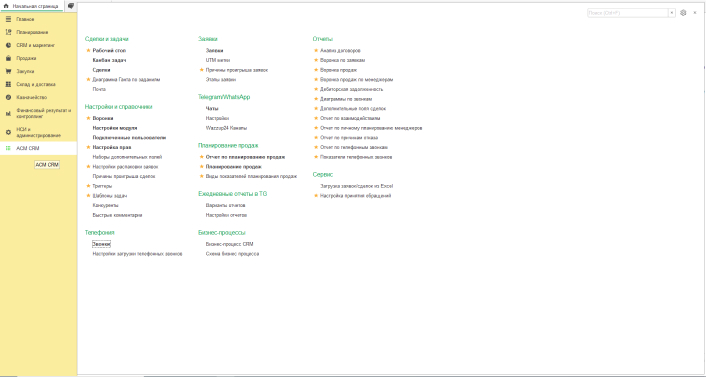 Начальная страница
Поиск (Ctrl+F)
Главное
Планирование
CRM и маркетинг
Продажи
Закупки
Склад и доставка
Казначейство
Финансовый результат и
контроллинг
НСИ и
администрирование
ACM CRM
ACM CRM
Сделки и задачи
Рабочий стол
Канбан задач
Сделки
Диаграмма Ганта по заданиям
Почта
Настройки и справочники
Воронки
Настройки модуля
Подключенные пользователи
Настройка прав
Наборы дополнительных полей
Настройки распаковки заявок
Причины проигрыша сделок
Триггеры
Шаблоны задач
Конкуренты
Быстрые комментарии
Телефония
Звонки
Настройки загрузки телефонных звонков
Заявки
Заявки
UTM метки
Причины проигрыша заявок
Этапы заявки
Telegram/WhatsApp
Чаты
Настройки
Wazzup24 Каналы
Планирование продаж
Отчет по планированию продаж
Планирование продаж
Виды показателей планирования продаж
Ежедневные отчеты в ТО
Варианты отчетов
Настройки отчетов
Бизнес-процессы
Бизнес-процесс CRM
Схема бизнес процесса
Отчеты
Анализ договоров
Воронка по заявкам
Воронка продаж
Воронка продаж по менеджерам
Дебиторская задолженность
Диаграммы по звонкам
Дополнительные поля сделок
Отчет по взаимодействиям
Отчет по личному планированию менеджеров
Отчет по причинам отказа
Отчет по телефонным звонкам
Показатели телефонных звонков
Сервис
Загрузка заявок/сделок из Excel
Настройка принятия обращений